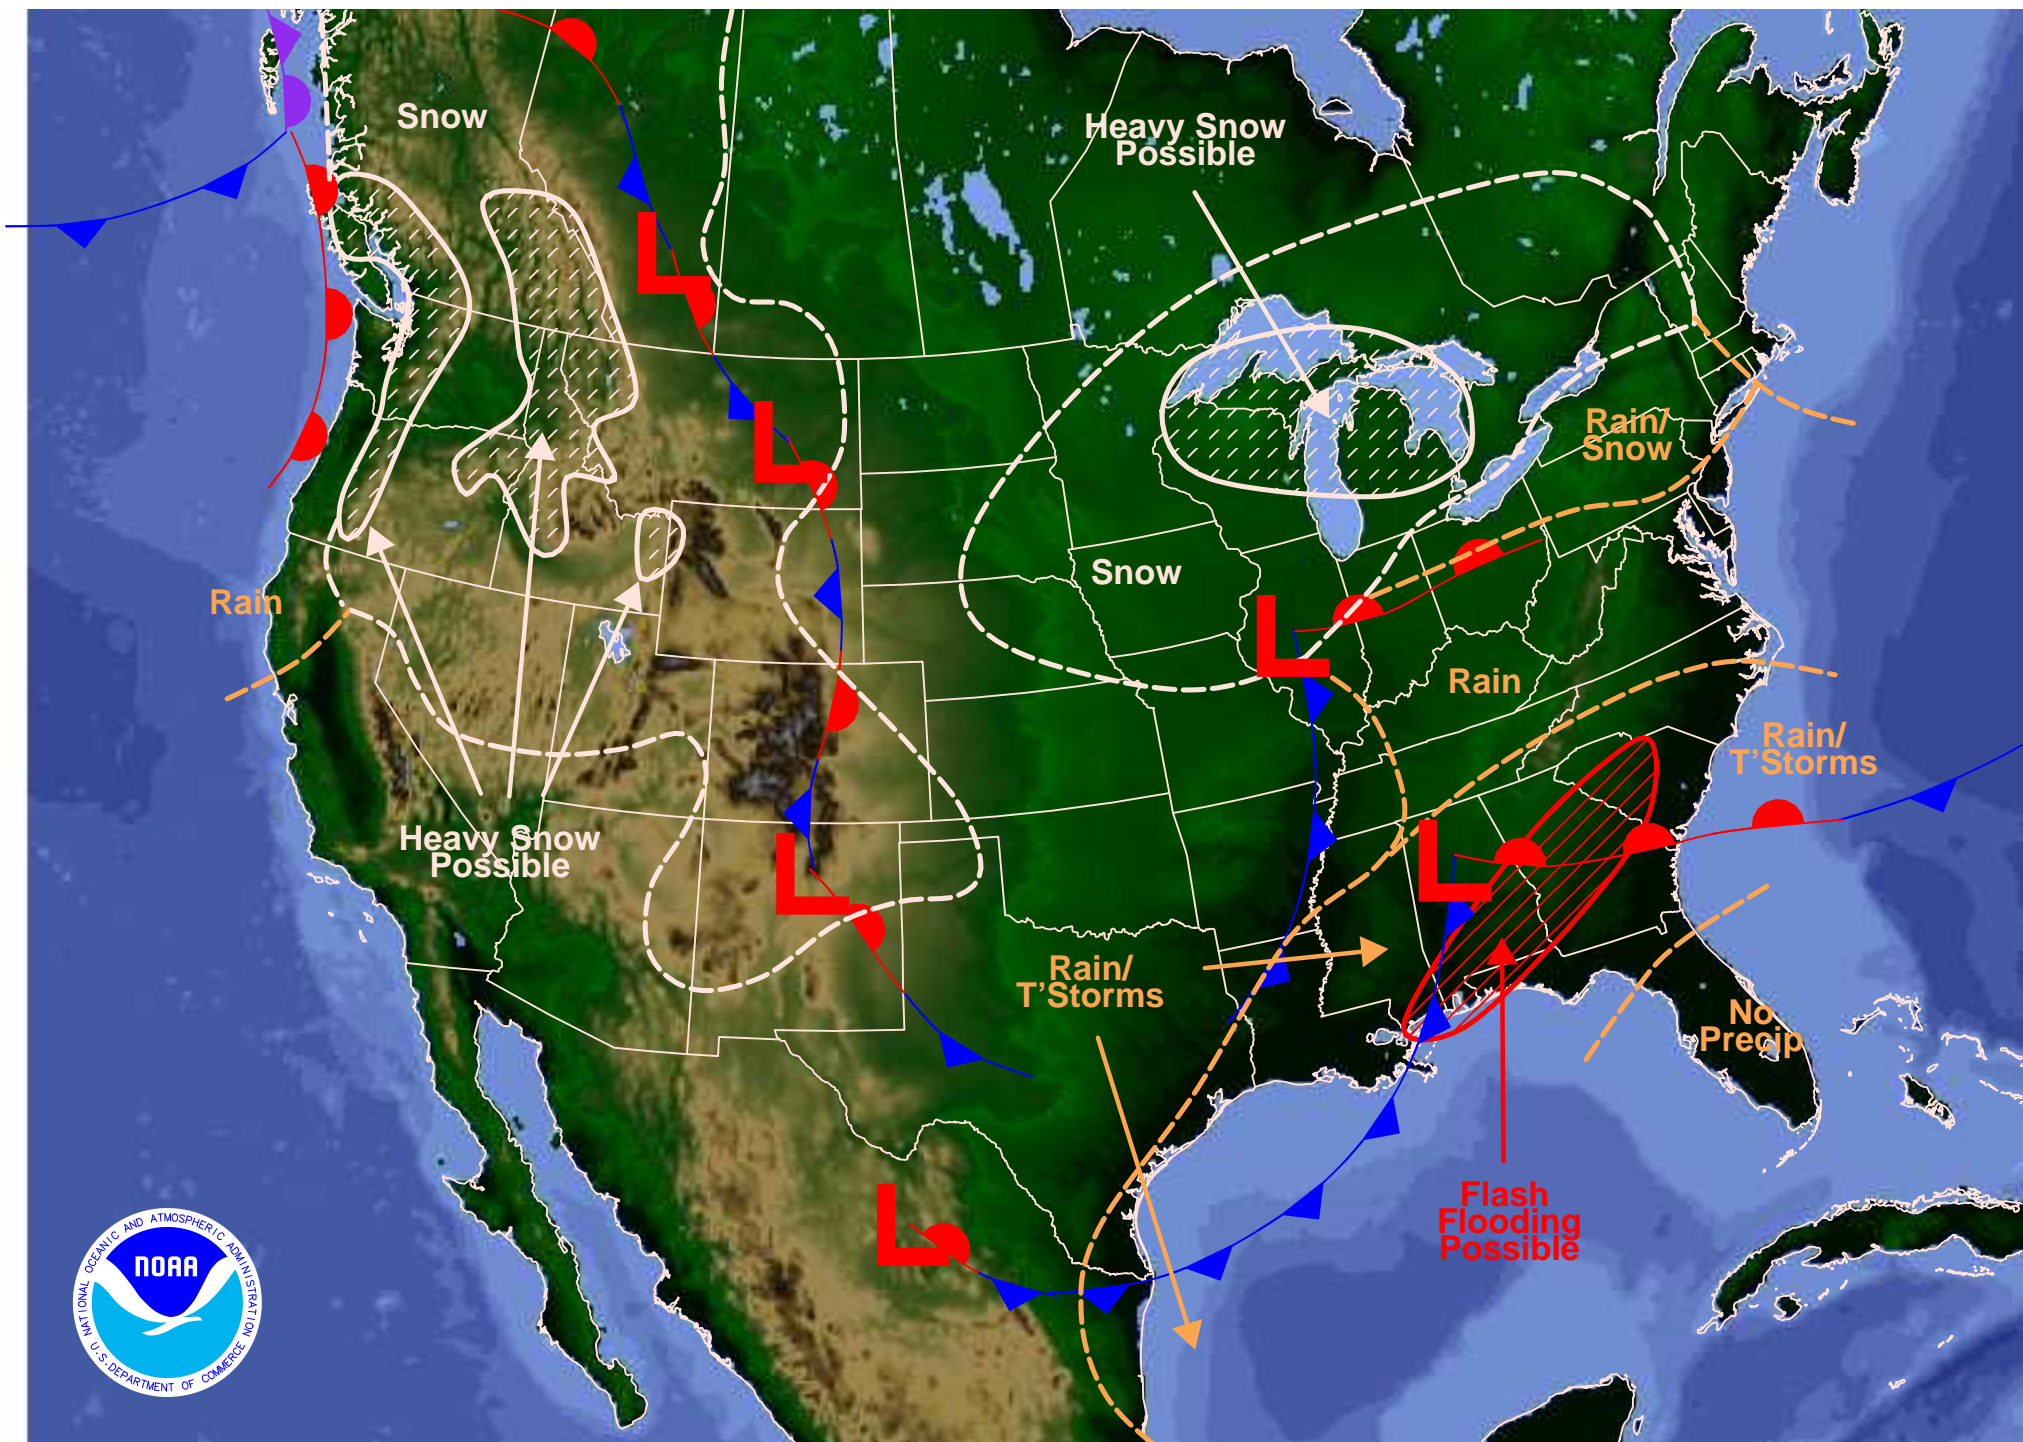 Snow
Heavy Snow
Possible
Rain/
Snow
Snow
Rain
Rain
Rain/
T'Storms
Heavy Snow
Possible
Rain/
T'Storms
No
Precip
Flash
Flooding
Possible
L
L
L
L
L
L
NATIONAL OCEANIC AND ATMOSPHERIC ADMINISTRATION
NOAA
U.S. DEPARTMENT OF COMMERCE